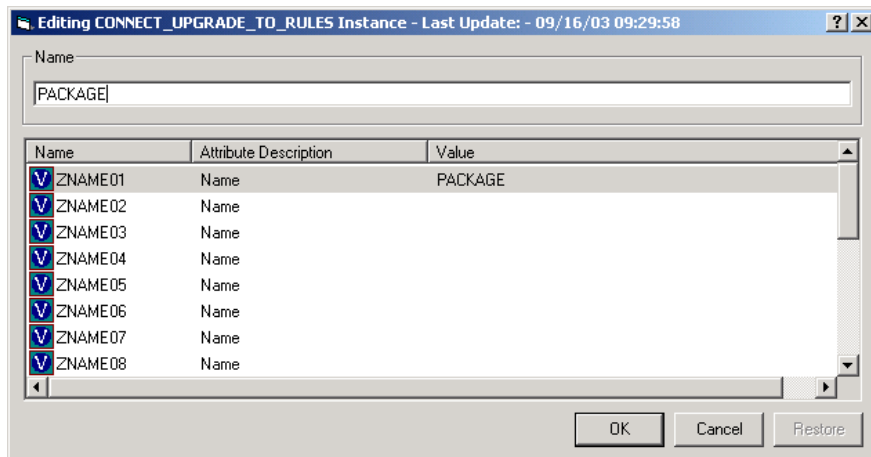 Editing CONNECT_UPGRADE_TO_RULES Instance - Last Update: - 09/16/03 09:29:58
Name
PACKAGE
Name Attribute Description Value
V ZNAME01 Name PACKAGE
V ZNAME02 Name
V ZNAME03 Name
V ZNAME04 Name
V ZNAME05 Name
V ZNAME06 Name
V ZNAME07 Name
V ZNAME08 Name
OK Cancel Restore